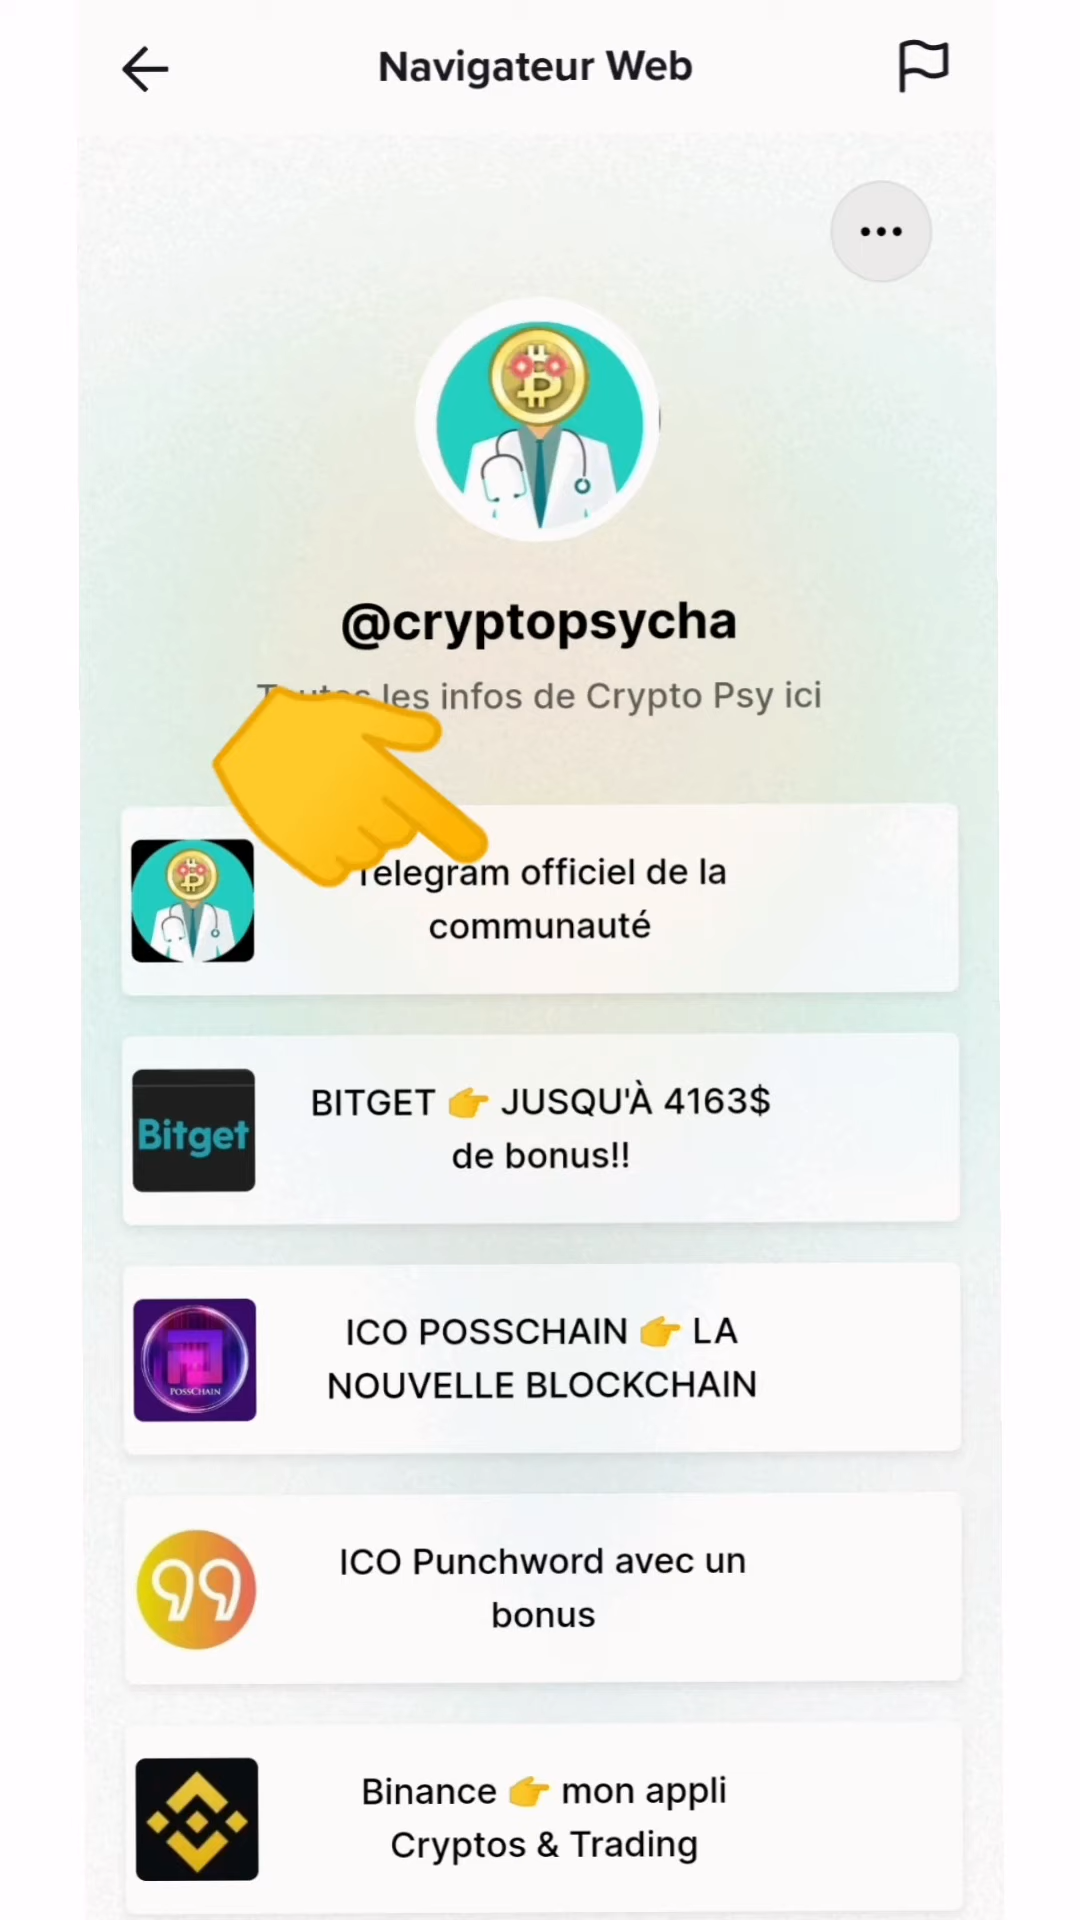 Navigateur Web
@cryptopsycha
les infos de Crypto Psy ici
Telegram officiel de la
communauté
Bitget
BITGET 👉 JUSQU'À 4163$
de bonus!!
POSSCHAIN
ICO POSSCHAIN 👉 LA
NOUVELLE BLOCKCHAIN
ICO Punchword avec un
bonus
Binance 👉 mon appli
Cryptos & Trading